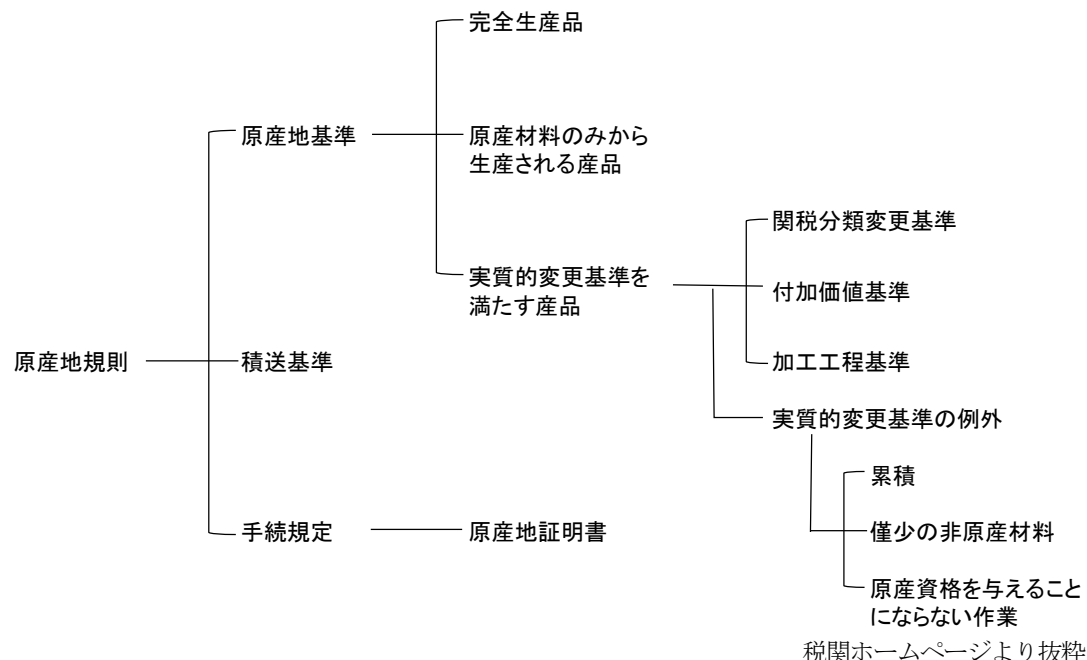 完全生産品
原産地基準
原産材料のみから
生産される産品
関税分類変更基準
実質的変更基準を
満たす産品
付加価値基準
原産地規則
積送基準
加工工程基準
実質的変更基準の例外
累積
手続規定
原産地証明書
僅少の非原産材料
原産資格を与えること
にならない作業
税関ホームページより抜粋